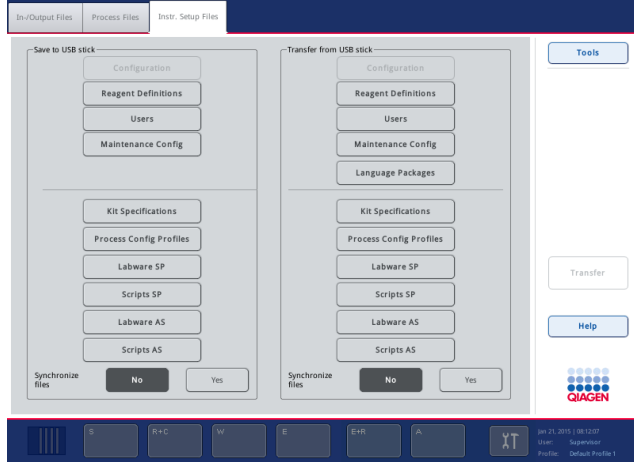 In-/Output Files
Process Files
Instr. Setup Files
Save to USB stick
Configuration
Reagent Definitions
Users
Maintenance Config
Kit Specifications
Process Config Profiles
Labware SP
Scripts SP
Labware AS
Scripts AS
Synchronize
files
No
Yes
Transfer from USB stick
Configuration
Reagent Definitions
Users
Maintenance Config
Language Packages
Kit Specifications
Process Config Profiles
Labware SP
Scripts SP
Labware AS
Scripts AS
Synchronize
files
No
Yes
Tools
Transfer
Help
QIAGEN
S
R+C
W
E
E+R
A
Jan 21, 2015 | 08:12:07
User: Supervisor
Profile: Default Profile 1